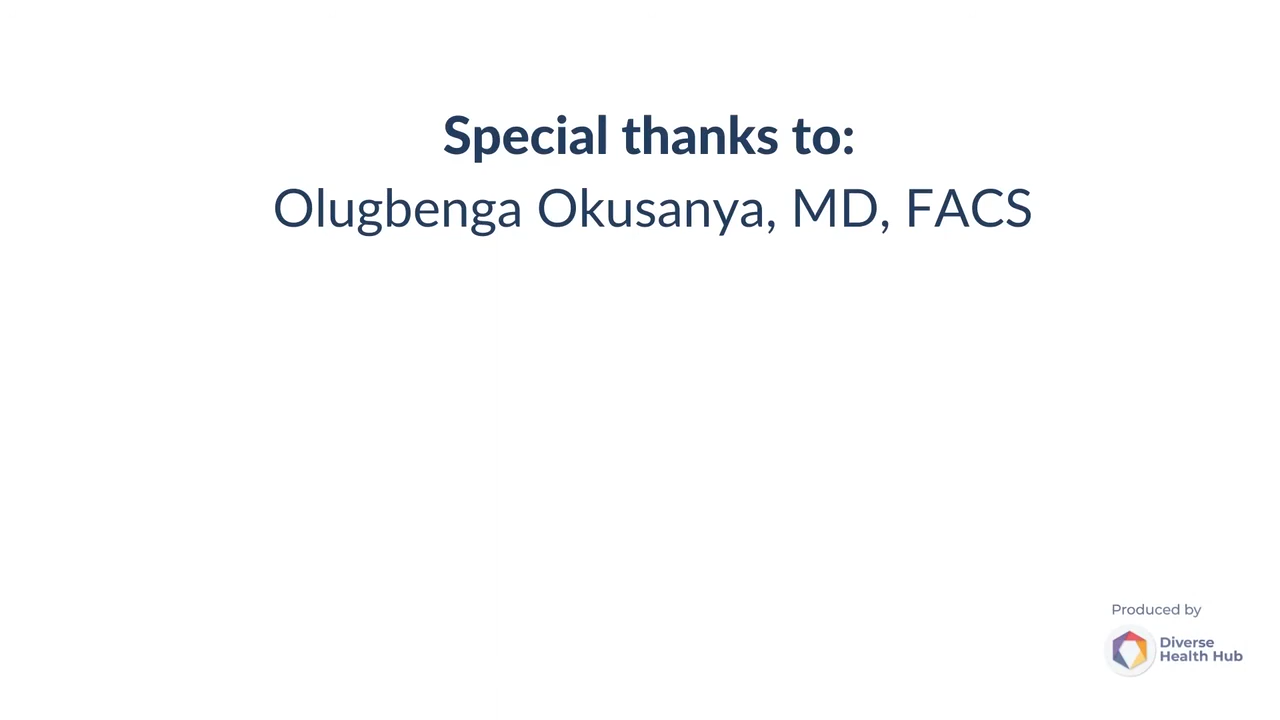 Special thanks to:
Olugbenga Okusanya, MD, FACS
Produced by
Diverse
Health Hub